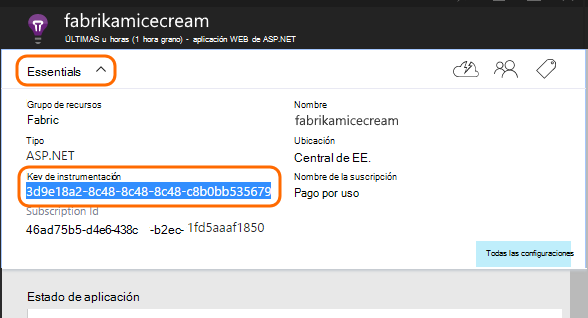 fabrikamicecream
ÚLTIMAS u horas (1 hora grano) - aplicación WEB de ASP.NET
Essentials
Grupo de recursos
Fabric
Nombre
fabrikamicecream
Tipo
ASP.NET
Ubicación
Central de EE.
Kev de instrumentación
3d9e18a2-8c48-8c48-8c48-c8b0bb535679
Nombre de la suscripción
Pago por uso
Subscription Id
46ad75b5-d4e6-438c -b2ec- 1fd5aaaf1850
Todas las configuraciones
Estado de aplicación